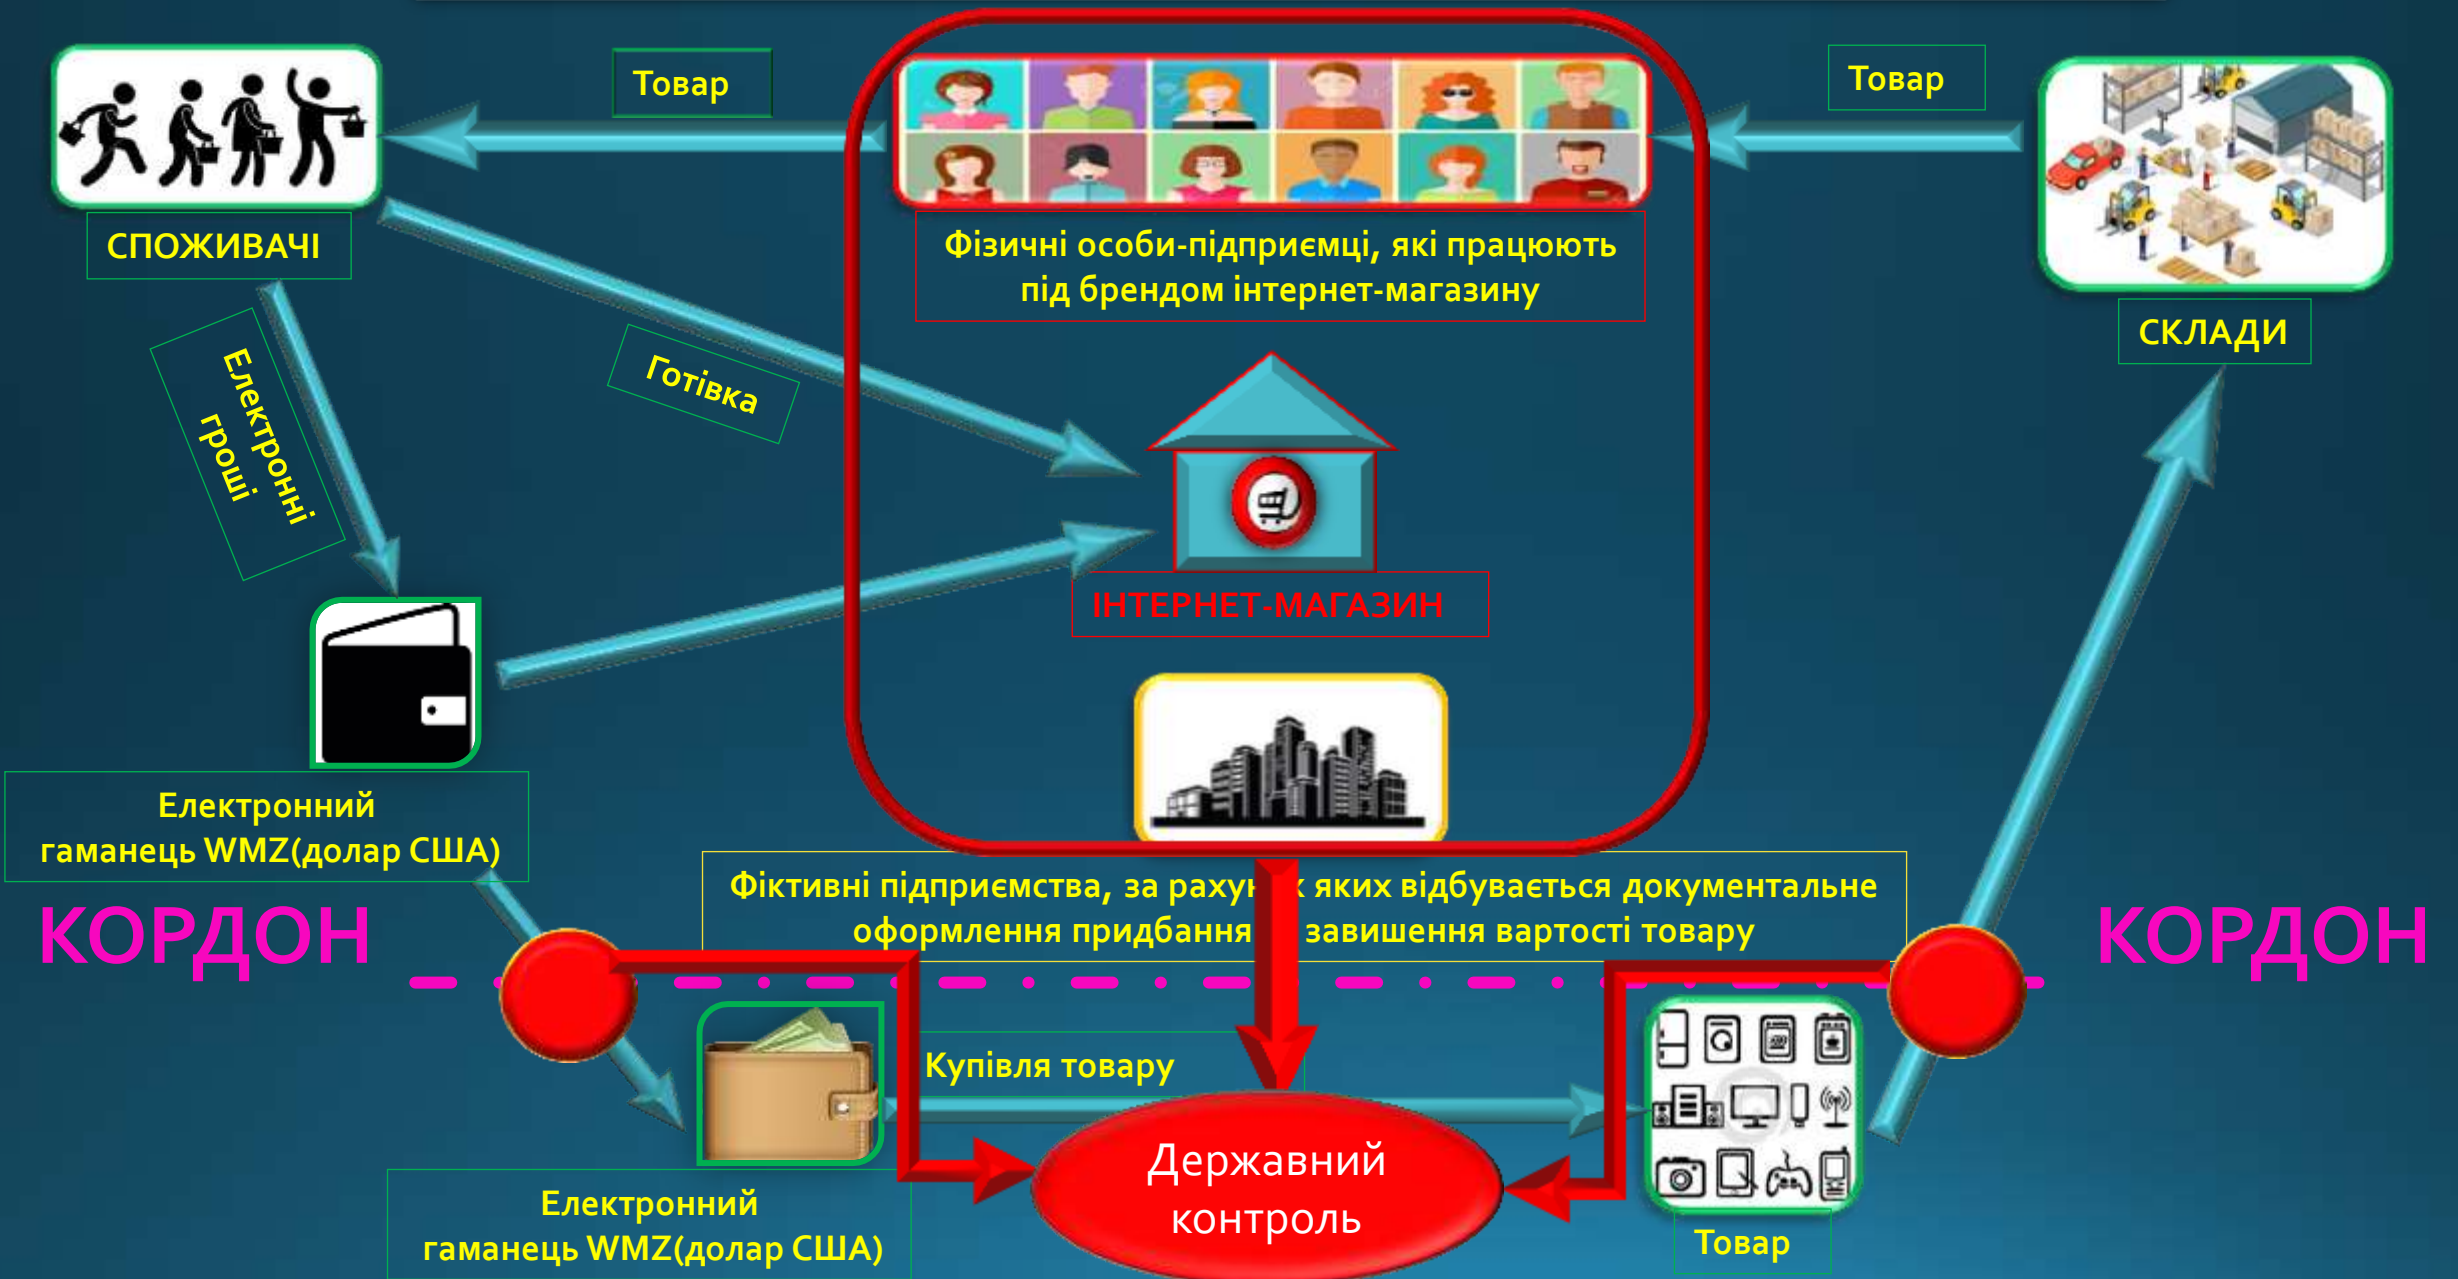 Товар
Товар
СПОЖИВАЧІ
Фізичні особи-підприємці, які працюють
під брендом інтернет-магазину
СКЛАДИ
Готівка
Електронні
гроші
ІНТЕРНЕТ-МАГАЗИН
Електронний
гаманець WMZ(долар США)
Фіктивні підприємства, за яких відбувається документальне
оформлення придбання завишення вартості товару
КОРДОН
КОРДОН
Купівля товару
Державний
контроль
Електронний
гаманець WMZ(долар США)
Товар